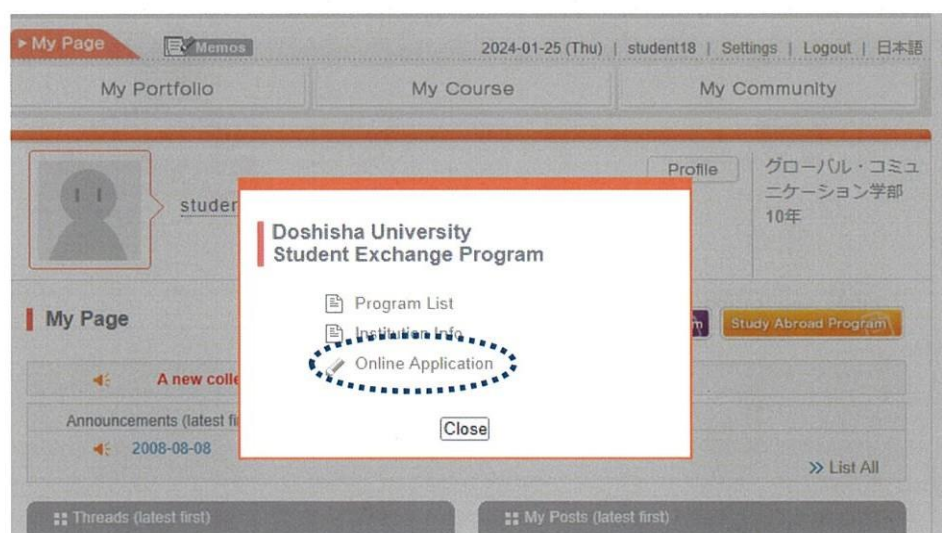 My Page
Memos
2024-01-25 (Thu) | student18 | Settings | Logout | 日本語
My Portfolio
My Course
My Community
Profile
グローバル・コミュ
ニケーション学部
10年
studen
Doshisha University
Student Exchange Program
Program List
Institution Info
Online Application
Close
My Page
m
Study Abroad Program
A new colle
Announcements (latest fi
2008-08-08
>> List All
Threads (latest first)
My Posts (latest first)